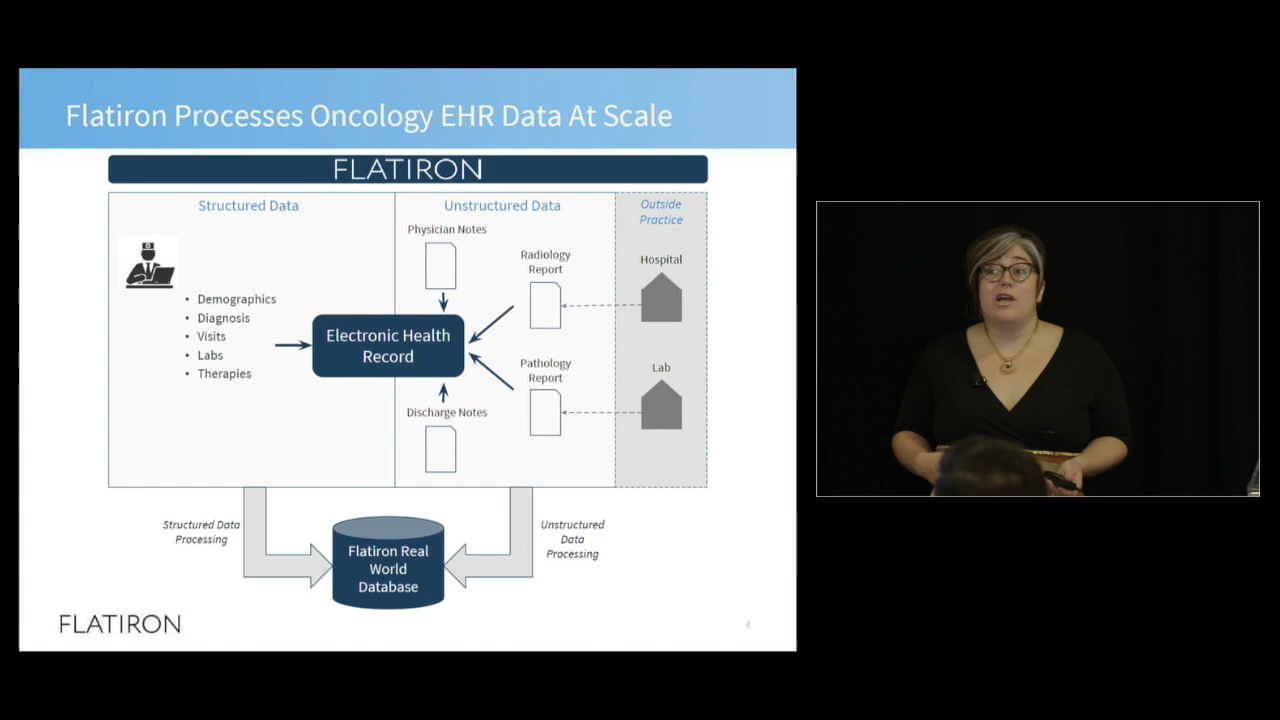 Flatiron Processes Oncology EHR Data At Scale
FLATIRON
Structured Data
Unstructured Data
Outside
Practice
Physician Notes
Radiology
Report
Hospital
• Demographics
• Diagnosis
• Visits
• Labs
• Therapies
Electronic Health
Record
Pathology
Report
Lab
Discharge Notes
Structured Data
Processing
Unstructured
Data
Processing
Flatiron Real
World
Database
FLATIRON
4